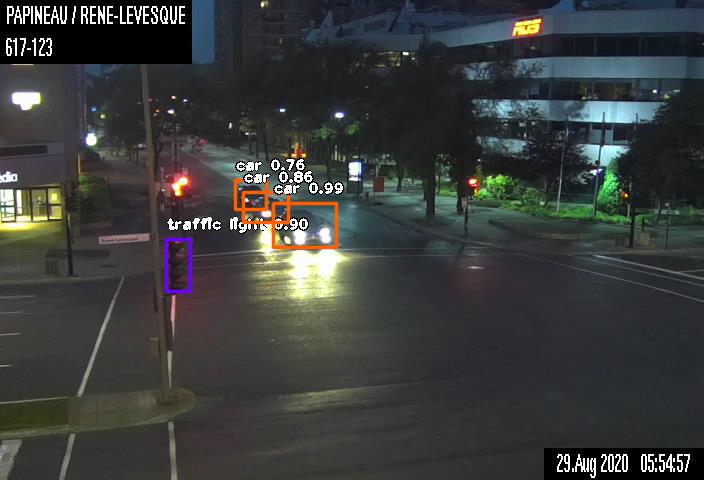 PAPINEAU / RENE-LEVESQUE
617-123
car 0.76
car 0.86
car 0.99
traffic light 0.90
dia
29.Aug 2020 05:54:57